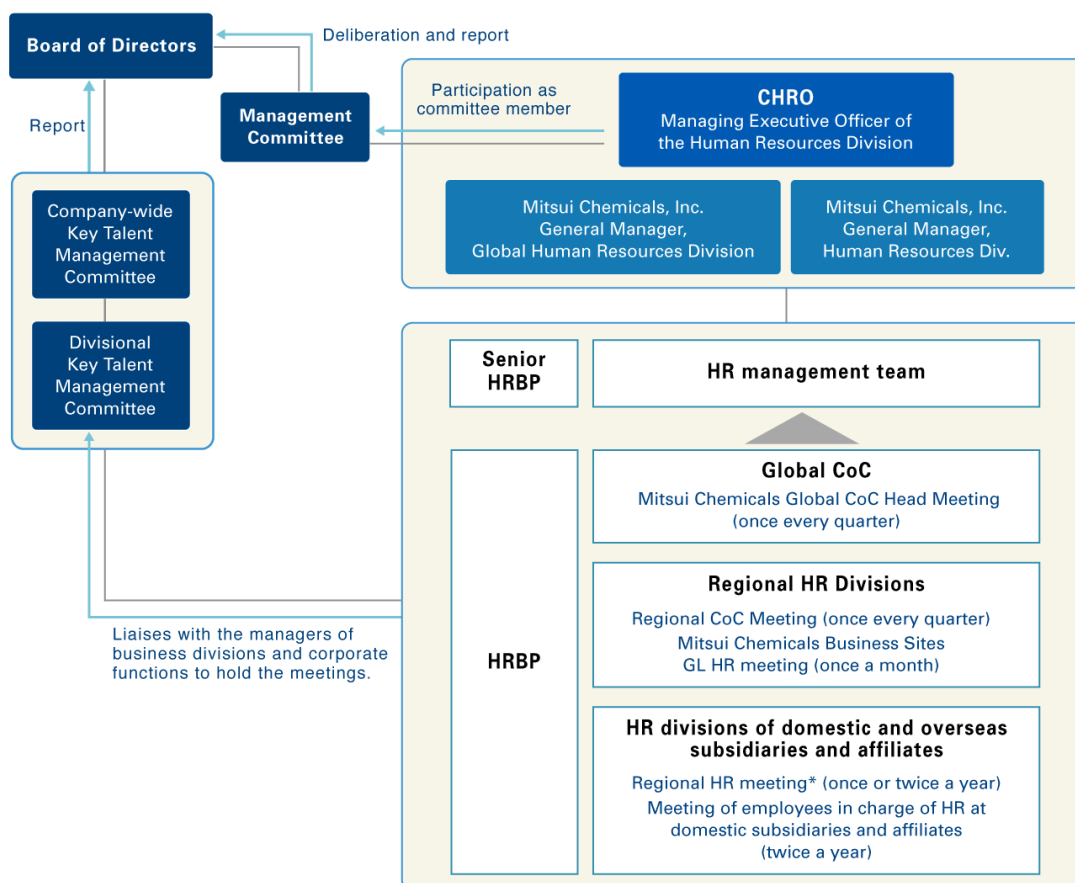 Board of Directors
Deliberation and report
Report
Management
Committee
Participation as
committee member
CHRO
Managing Executive Officer of
the Human Resources Division
Mitsui Chemicals, Inc.
General Manager,
Global Human Resources Division
Mitsui Chemicals, Inc.
General Manager,
Human Resources Div.
Company-wide
Key Talent
Management
Committee
Divisional
Key Talent
Management
Committee
Liaises with the managers of
business divisions and corporate
functions to hold the meetings.
Senior
HRBP
HR management team
HRBP
Global CoC
Mitsui Chemicals Global CoC Head Meeting
(once every quarter)
Regional HR Divisions
Regional CoC Meeting (once every quarter)
Mitsui Chemicals Business Sites
GL HR meeting (once a month)
HR divisions of domestic and overseas
subsidiaries and affiliates
Regional HR meeting* (once or twice a year)
Meeting of employees in charge of HR at
domestic subsidiaries and affiliates
(twice a year)